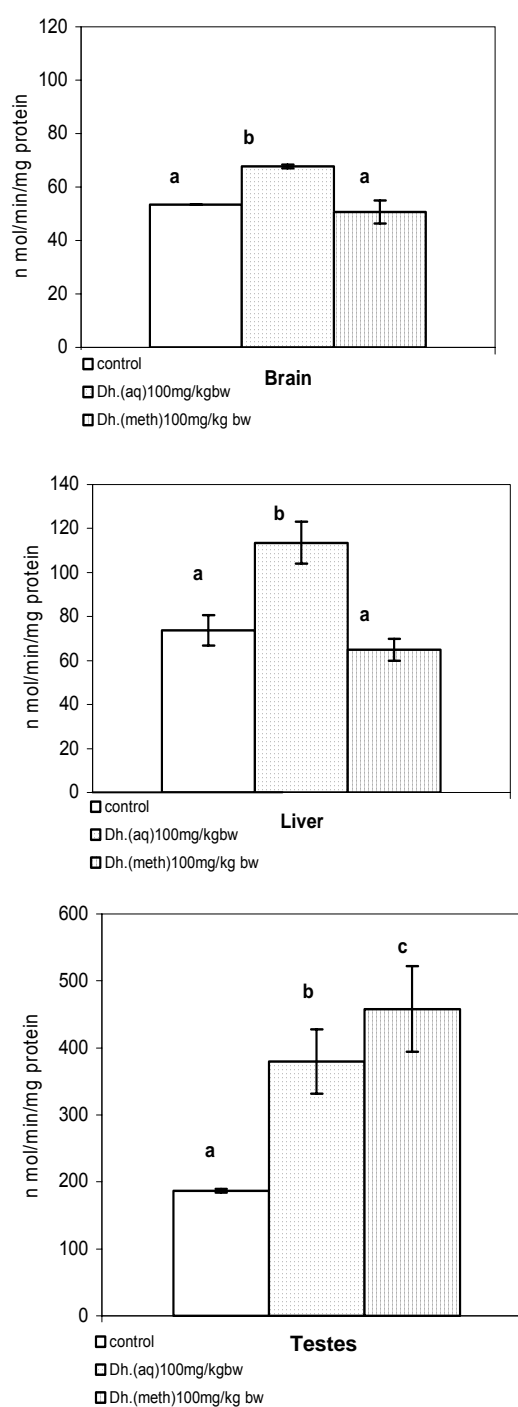 120
100
80
60
40
20
0
n mol/min/mg protein
a
b
a
control
Dh.(aq)100mg/kgbw
Dh.(meth)100mg/kg bw
Brain
140
120
100
80
60
40
20
0
n mol/min/mg protein
a
b
a
control
Dh.(aq)100mg/kgbw
Dh.(meth)100mg/kg bw
Liver
600
500
400
300
200
100
0
n mol/min/mg protein
a
b
c
control
Dh.(aq)100mg/kgbw
Dh.(meth)100mg/kg bw
Testes